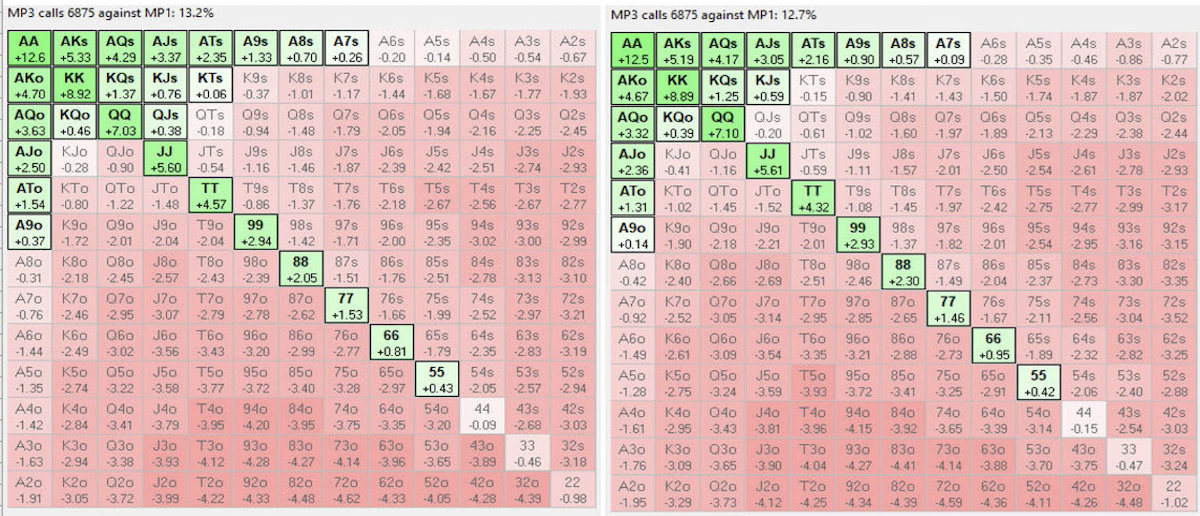 MP3 calls 6875 against MP1: 13.2%
AA AKs AQs AJs ATs A9s A8s A7s A6s A5s A4s A3s A2s
+12.6 +5.33 +4.29 +3.37 +2.35 +1.33 +0.70 +0.26 -0.20 -0.14 -0.50 -0.54 -0.67
AKo KK KQs KJs KTs K9s K8s K7s K6s K5s K4s K3s K2s
+4.70 +8.92 +1.37 +0.76 +0.06 -0.37 -1.01 -1.17 -1.44 -1.68 -1.67 -1.77 -1.93
AQo KQo QQ QJs QTs Q9s Q8s Q7s Q6s Q5s Q4s Q3s Q2s
+3.63 +0.46 +7.03 +0.38 -0.18 -0.94 -1.48 -1.79 -2.05 -1.94 -2.16 -2.25 -2.45
AJo KJo QJo JJ JTs J9s J8s J7s J6s J5s J4s J3s J2s
+2.50 -0.28 -0.90 +5.60 -0.54 -1.16 -1.46 -1.87 -2.39 -2.42 -2.51 -2.74 -2.93
ATo KTo QTo JTo TT T9s T8s T7s T6s T5s T4s T3s T2s
+1.54 -0.80 -1.22 -1.48 +4.57 -0.86 -1.37 -1.76 -2.18 -2.67 -2.56 -2.67 -2.77
A9o K9o Q9o J9o T9o 99 98s 97s 96s 95s 94s 93s 92s
+0.37 -1.72 -2.01 -2.04 -2.04 +2.94 -1.42 -1.71 -2.00 -2.35 -3.02 -3.00 -2.99
A8o K8o Q8o J8o T8o 98o 88 87s 86s 85s 84s 83s 82s
-0.31 -2.18 -2.45 -2.57 -2.43 -2.39 +2.05 -1.51 -1.76 -2.51 -2.78 -3.13 -3.10
A7o K7o Q7o J7o T7o 97o 87o 77 76s 75s 74s 73s 72s
-0.76 -2.46 -2.95 -3.07 -2.79 -2.78 -2.62 +1.53 -1.66 -1.99 -2.52 -2.97 -3.21
A6o K6o Q6o J6o T6o 96o 86o 76o 66 65s 64s 63s 62s
-1.44 -2.49 -3.02 -3.56 -3.43 -3.20 -2.99 -2.77 +0.81 -1.79 -2.35 -2.83 -3.19
A5o K5o Q5o J5o T5o 95o 85o 75o 65o 55 54s 53s 52s
-1.35 -2.74 -3.22 -3.58 -3.77 -3.72 -3.40 -3.28 -2.97 +0.43 -2.05 -2.57 -2.94
A4o K4o Q4o J4o T4o 94o 84o 74o 64o 54o 44 43s 42s
-1.42 -2.84 -3.41 -3.79 -3.95 -4.20 -3.95 -3.75 -3.35 -3.20 -0.09 -2.68 -3.03
A3o K3o Q3o J3o T3o 93o 83o 73o 63o 53o 43o 33 32s
-1.63 -2.94 -3.38 -3.93 -4.12 -4.28 -4.27 -4.14 -3.96 -3.65 -3.89 -0.46 -3.18
A2o K2o Q2o J2o T2o 92o 82o 72o 62o 52o 42o 32o 22
-1.91 -3.05 -3.72 -3.99 -4.22 -4.33 -4.48 -4.62 -4.33 -4.05 -4.28 -4.39 -0.98
MP3 calls 6875 against MP1: 12.7%
AA AKs AQs AJs ATs A9s A8s A7s A6s A5s A4s A3s A2s
+12.5 +5.19 +4.17 +3.05 +2.16 +0.90 +0.57 +0.09 -0.28 -0.35 -0.46 -0.86 -0.77
AKo KK KQs KJs KTs K9s K8s K7s K6s K5s K4s K3s K2s
+4.67 +8.89 +1.25 +0.59 -0.15 -0.90 -1.41 -1.43 -1.50 -1.74 -1.87 -1.87 -2.02
AQo KQo QQ QJs QTs Q9s Q8s Q7s Q6s Q5s Q4s Q3s Q2s
+3.32 +0.39 +7.10 -0.20 -0.61 -1.02 -1.60 -1.97 -1.89 -2.13 -2.29 -2.38 -2.44
AJo KJo QJo JJ JTs J9s J8s J7s J6s J5s J4s J3s J2s
+2.36 -0.41 -1.16 +5.61 -0.59 -1.11 -1.57 -2.01 -2.50 -2.54 -2.61 -2.78 -2.93
ATo KTo QTo JTo TT T9s T8s T7s T6s T5s T4s T3s T2s
+1.31 -1.02 -1.45 -1.52 +4.32 -1.08 -1.45 -1.97 -2.42 -2.75 -2.77 -2.99 -3.17
A9o K9o Q9o J9o T9o 99 98s 97s 96s 95s 94s 93s 92s
+0.14 -1.90 -2.18 -2.21 -2.01 +2.93 -1.37 -1.82 -2.01 -2.54 -2.95 -3.16 -3.15
A8o K8o Q8o J8o T8o 98o 88 87s 86s 85s 84s 83s 82s
-0.42 -2.40 -2.66 -2.69 -2.51 -2.46 +2.30 -1.49 -2.04 -2.37 -2.73 -3.30 -3.35
A7o K7o Q7o J7o T7o 97o 87o 77 76s 75s 74s 73s 72s
-0.92 -2.52 -3.05 -3.14 -2.95 -2.85 -2.65 +1.46 -1.67 -2.11 -2.56 -3.04 -3.52
A6o K6o Q6o J6o T6o 96o 86o 76o 66 65s 64s 63s 62s
-1.49 -2.61 -3.09 -3.54 -3.35 -3.21 -2.88 -2.73 +0.95 -1.89 -2.32 -2.82 -3.25
A5o K5o Q5o J5o T5o 95o 85o 75o 65o 55 54s 53s 52s
-1.28 -2.75 -3.24 -3.59 -3.93 -3.72 -3.41 -3.25 -2.91 +0.42 -2.06 -2.40 -2.88
A4o K4o Q4o J4o T4o 94o 84o 74o 64o 54o 44 43s 42s
-1.61 -2.95 -3.43 -3.81 -3.96 -4.15 -3.92 -3.65 -3.39 -3.14 -0.15 -2.54 -3.12
A3o K3o Q3o J3o T3o 93o 83o 73o 63o 53o 43o 33 32s
-1.76 -3.09 -3.65 -3.90 -4.04 -4.27 -4.41 -4.14 -3.88 -3.70 -3.75 -0.47 -3.24
A2o K2o Q2o J2o T2o 92o 82o 72o 62o 52o 42o 32o 22
-1.95 -3.29 -3.73 -4.12 -4.25 -4.34 -4.39 -4.59 -4.36 -4.11 -4.26 -4.48 -1.02